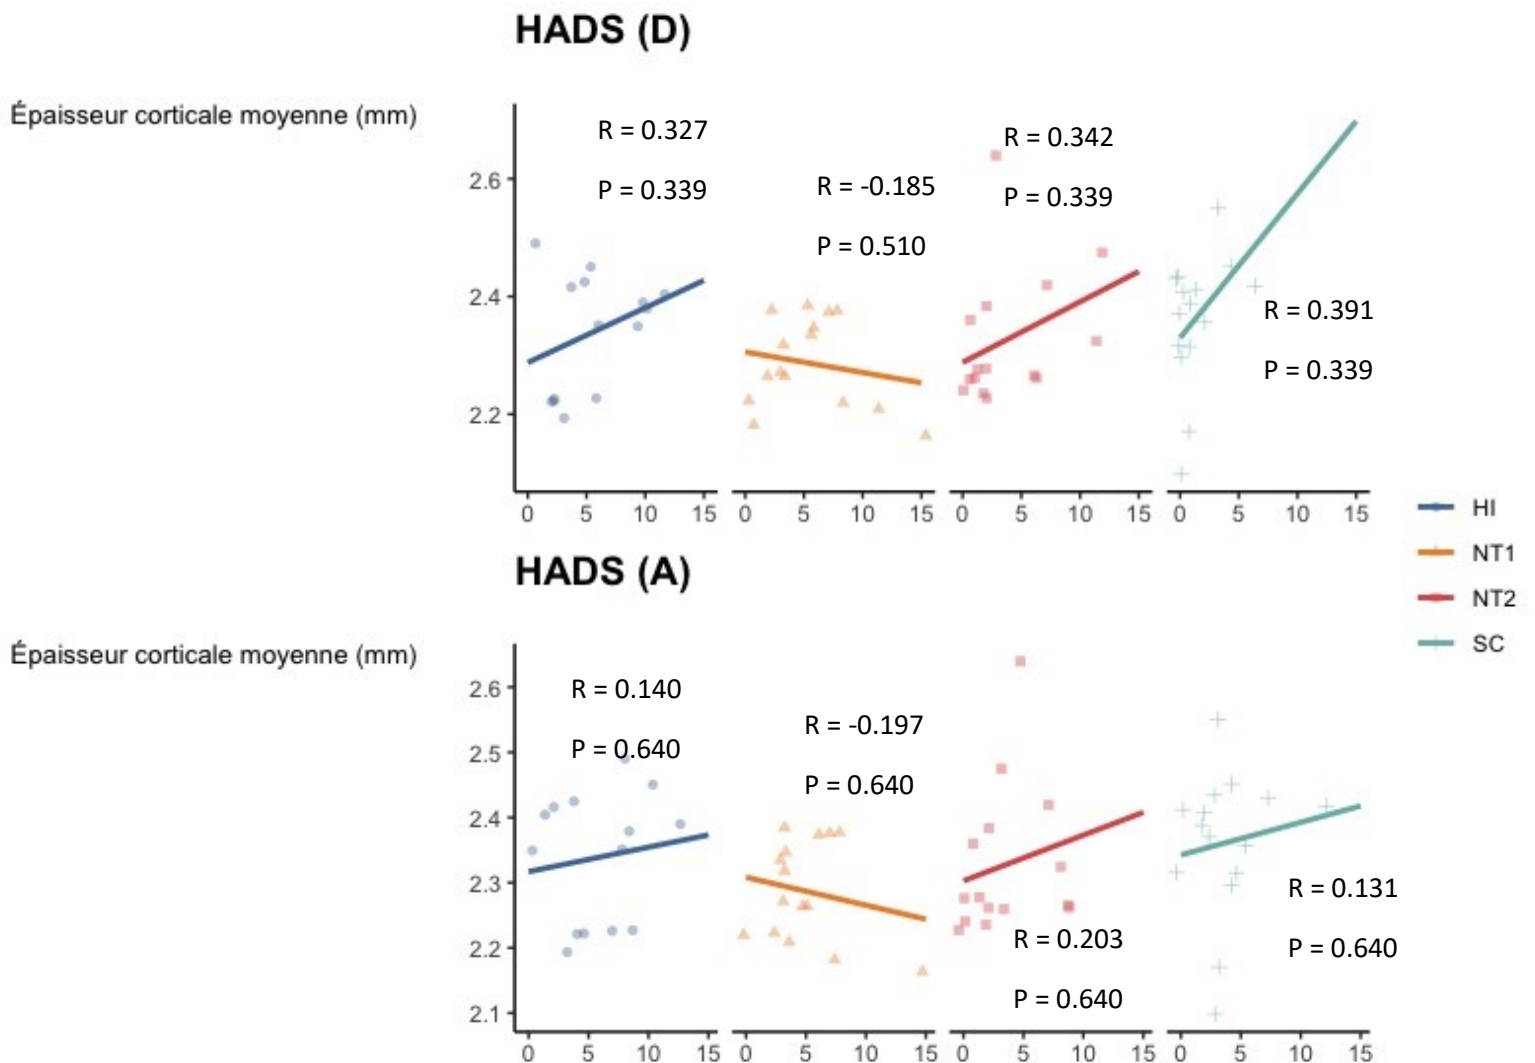 HADS (D)
Épaisseur corticale moyenne (mm)
R = 0.327
P = 0.339
R = -0.185
P = 0.510
R = 0.342
P = 0.339
R = 0.391
P = 0.339
2.6
2.4
2.2
0 5 10 15 0 5 10 15 0 5 10 15 0 5 10 15
HADS (A)
Épaisseur corticale moyenne (mm)
R = 0.140
P = 0.640
R = -0.197
P = 0.640
R = 0.203
P = 0.640
R = 0.131
P = 0.640
2.6
2.5
2.4
2.3
2.2
2.1
0 5 10 15 0 5 10 15 0 5 10 15 0 5 10 15
HI
NT1
NT2
SC